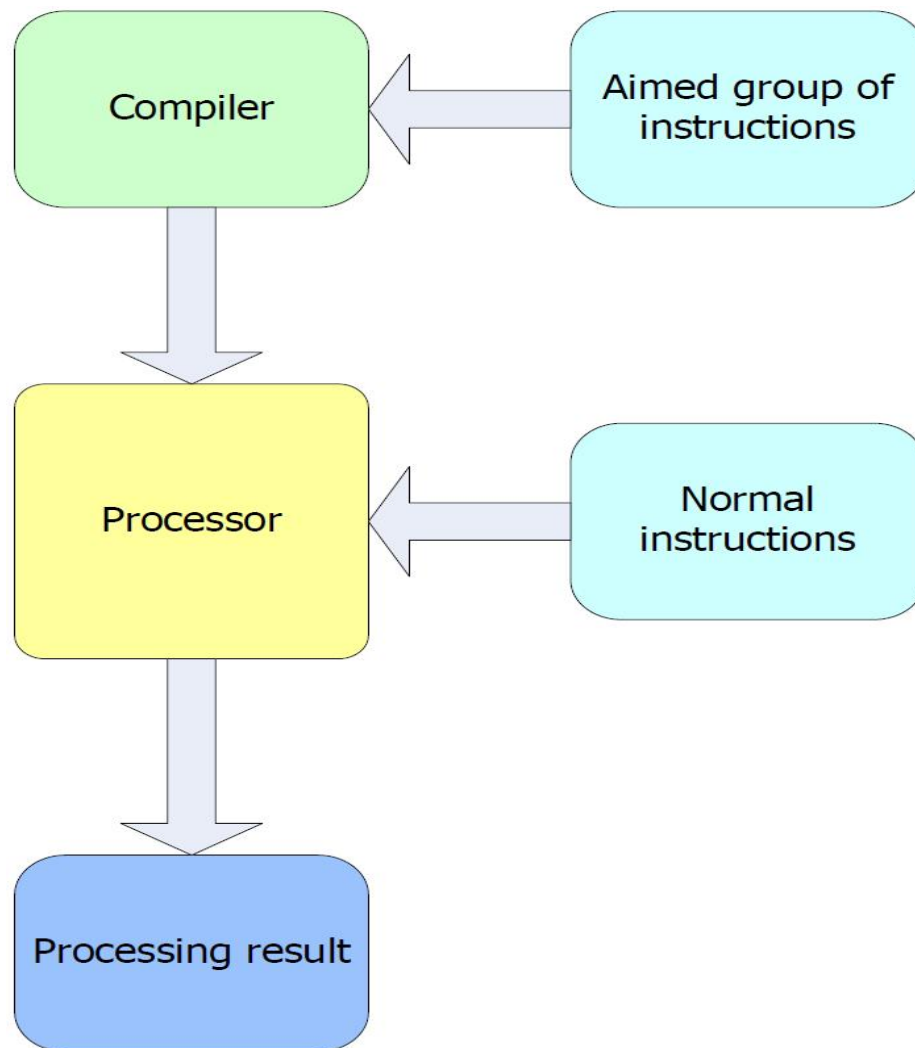 Compiler
Aimed group of
instructions
Processor
Normal
instructions
Processing result